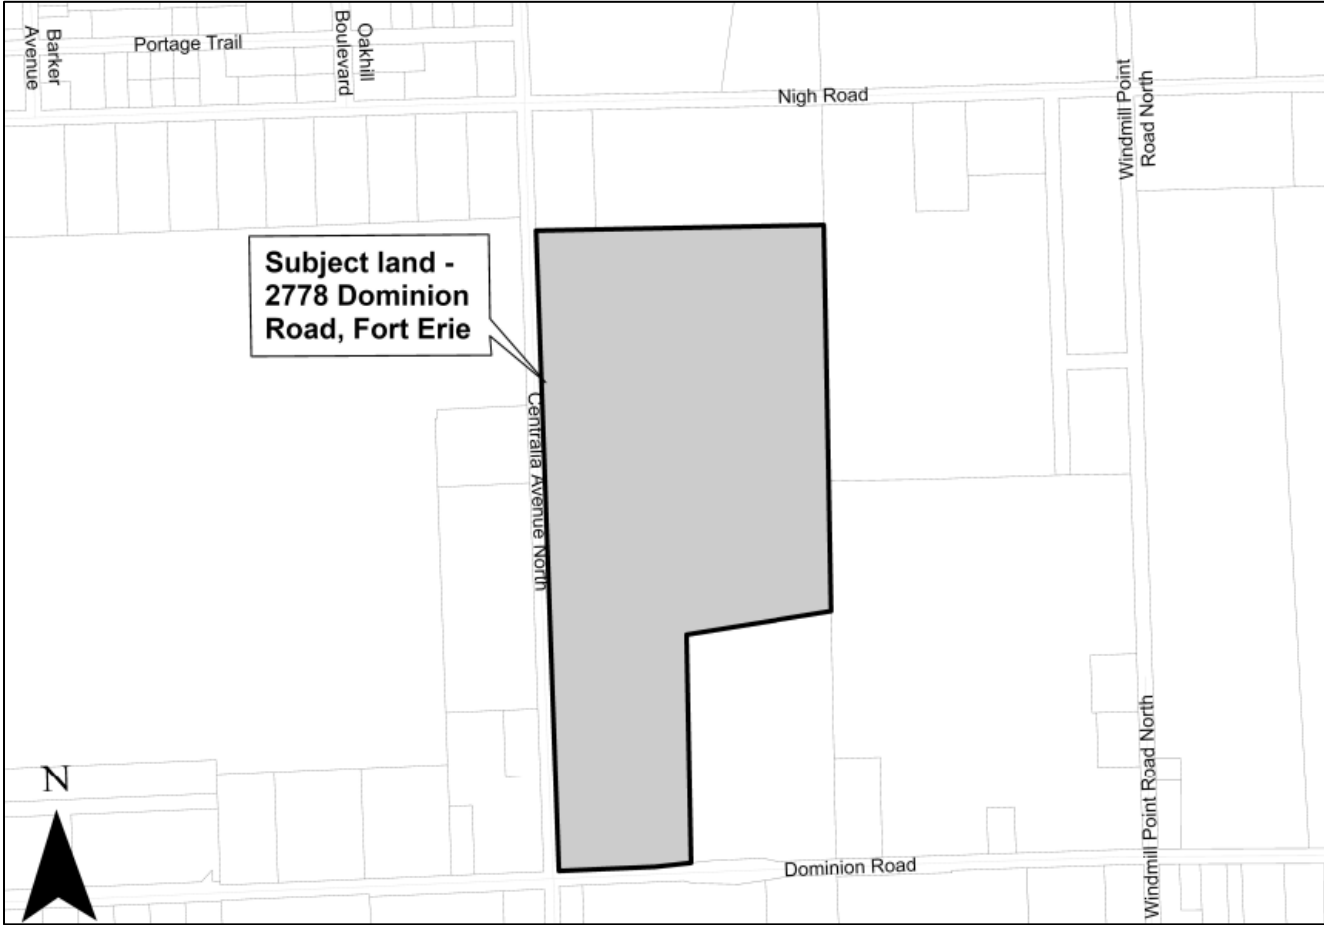 Barker
Avenue
Portage Trail
Oakhill
Boulevard
Nigh Road
Windmill Point
Road North
Subject land -
2778 Dominion
Road, Fort Erie
Centralia Avenue North
N
Windmill Point Road North
Dominion Road